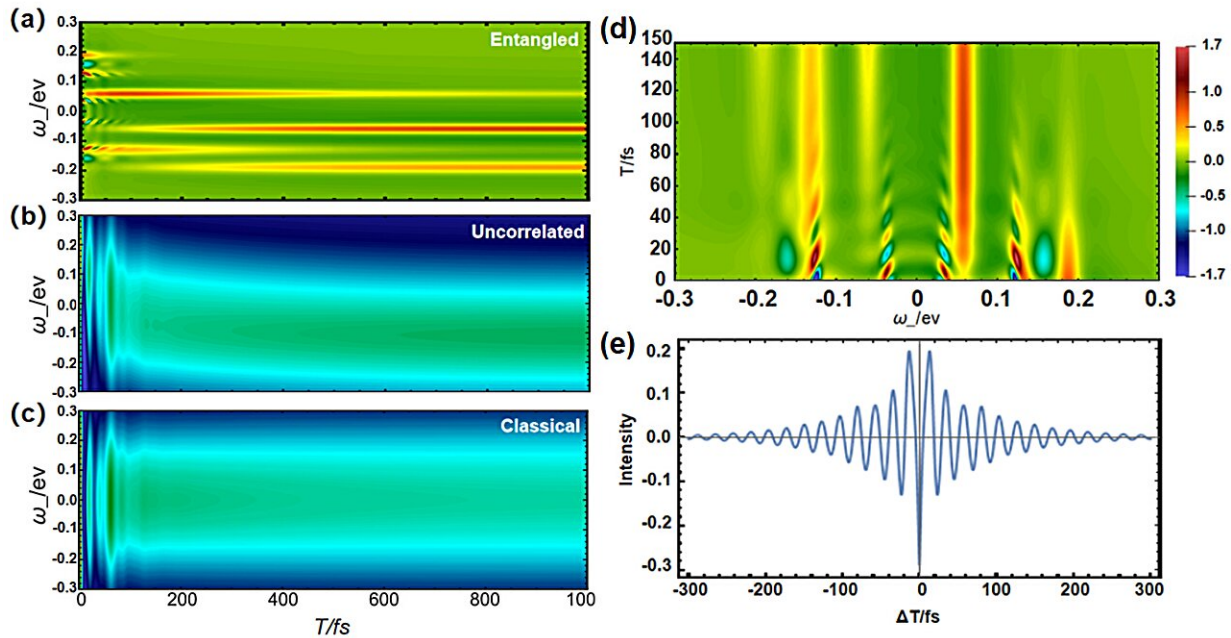 (a)
0.3
0.2
0.1
0.0
-0.1
-0.2
-0.3
ω_/ev
Entangled
(b)
0.3
0.2
0.1
0.0
-0.1
-0.2
-0.3
ω_/ev
Uncorrelated
(c)
0.3
0.2
0.1
0.0
-0.1
-0.2
-0.3
ω_/ev
Classical
0 200 400 600 800 100
T/fs
(d)
150
140
120
100
80
60
40
20
0
T/fs
-0.3 -0.2 -0.1 0 0.1 0.2 0.3
ω_/ev
1.7
1.0
0.5
0.0
-0.5
-1.0
-1.7
(e)
0.2
0.1
0.0
-0.1
-0.2
-0.3
Intensity
-300 -200 -100 0 100 200 300
ΔT/fs